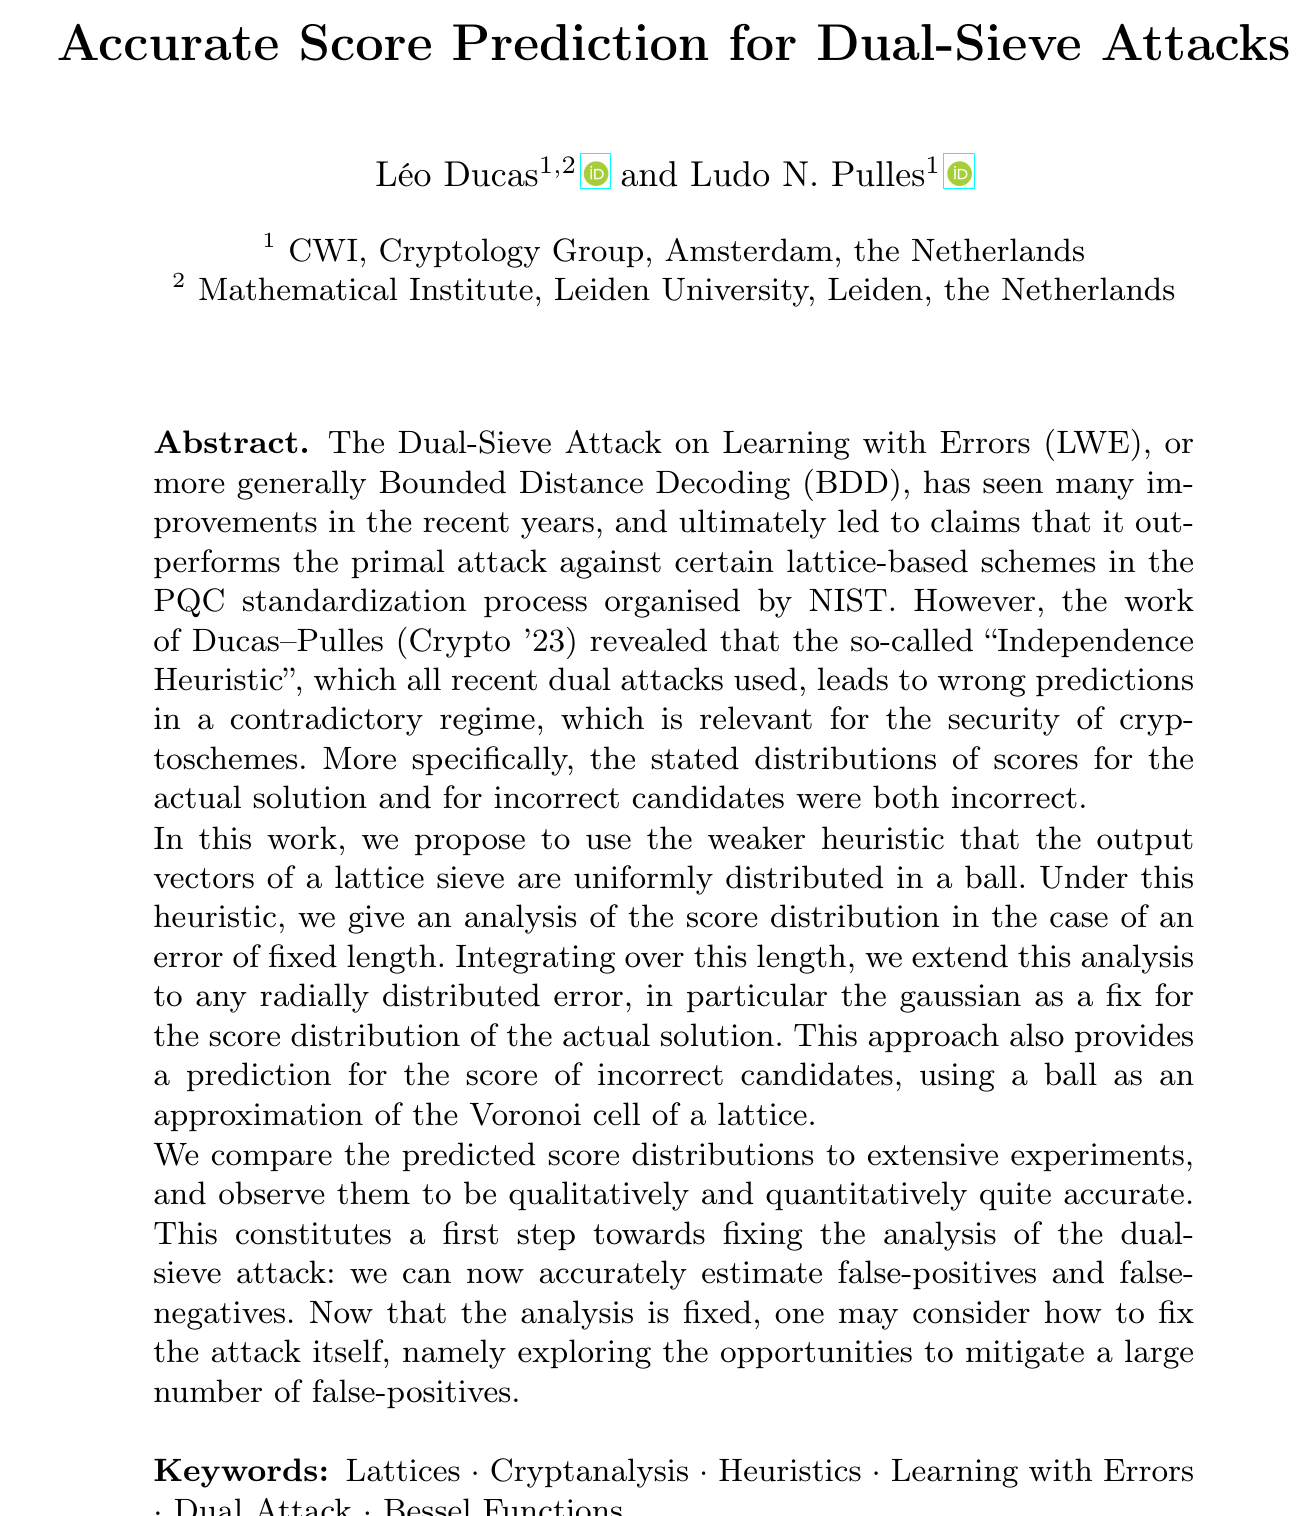 Accurate Score Prediction for Dual-Sieve Attacks
Léo Ducas1,2 iD and Ludo N. Pulles1 iD
1 CWI, Cryptology Group, Amsterdam, the Netherlands
2 Mathematical Institute, Leiden University, Leiden, the Netherlands
Abstract. The Dual-Sieve Attack on Learning with Errors (LWE), or
more generally Bounded Distance Decoding (BDD), has seen many im-
provements in the recent years, and ultimately led to claims that it out-
performs the primal attack against certain lattice-based schemes in the
PQC standardization process organised by NIST. However, the work
of Ducas–Pulles (Crypto ’23) revealed that the so-called “Independence
Heuristic”, which all recent dual attacks used, leads to wrong predictions
in a contradictory regime, which is relevant for the security of cryp-
toschemes. More specifically, the stated distributions of scores for the
actual solution and for incorrect candidates were both incorrect.
In this work, we propose to use the weaker heuristic that the output
vectors of a lattice sieve are uniformly distributed in a ball. Under this
heuristic, we give an analysis of the score distribution in the case of an
error of fixed length. Integrating over this length, we extend this analysis
to any radially distributed error, in particular the gaussian as a fix for
the score distribution of the actual solution. This approach also provides
a prediction for the score of incorrect candidates, using a ball as an
approximation of the Voronoi cell of a lattice.
We compare the predicted score distributions to extensive experiments,
and observe them to be qualitatively and quantitatively quite accurate.
This constitutes a first step towards fixing the analysis of the dual-
sieve attack: we can now accurately estimate false-positives and false-
negatives. Now that the analysis is fixed, one may consider how to fix
the attack itself, namely exploring the opportunities to mitigate a large
number of false-positives.
Keywords: Lattices · Cryptanalysis · Heuristics · Learning with Errors
· Dual Attack · Bessel Functions